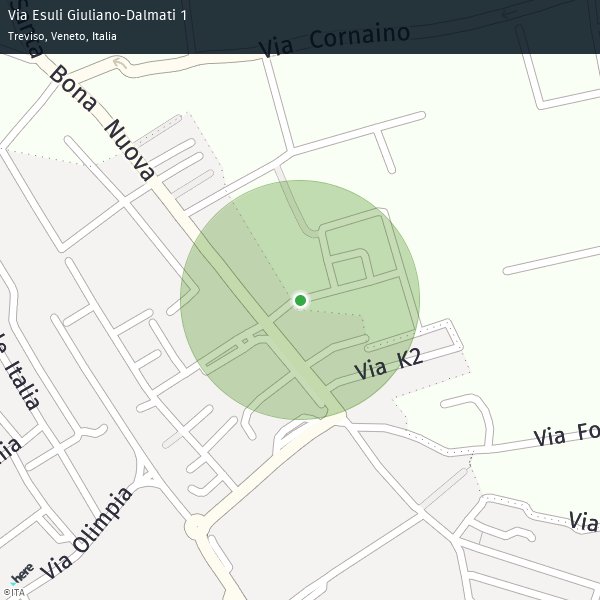 Via Esuli Giuliano-Dalmati 1
Treviso, Veneto, Italia
Via Cornaino
Bona Nuova
Italia
Via K2
Via Fo
Via Olimpia
Via
here
©ITA